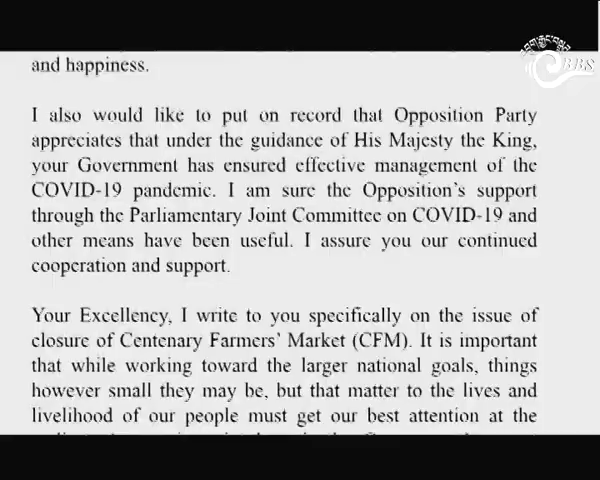 BBS
and happiness.
I also would like to put on record that Opposition Party
appreciates that under the guidance of His Majesty the King,
your Government has ensured effective management of the
COVID-19 pandemic. I am sure the Opposition's support
through the Parliamentary Joint Committee on COVID-19 and
other means have been useful. I assure you our continued
cooperation and support.
Your Excellency, I write to you specifically on the issue of
closure of Centenary Farmers' Market (CFM). It is important
that while working toward the larger national goals, things
however small they may be, but that matter to the lives and
livelihood of our people must get our best attention at the